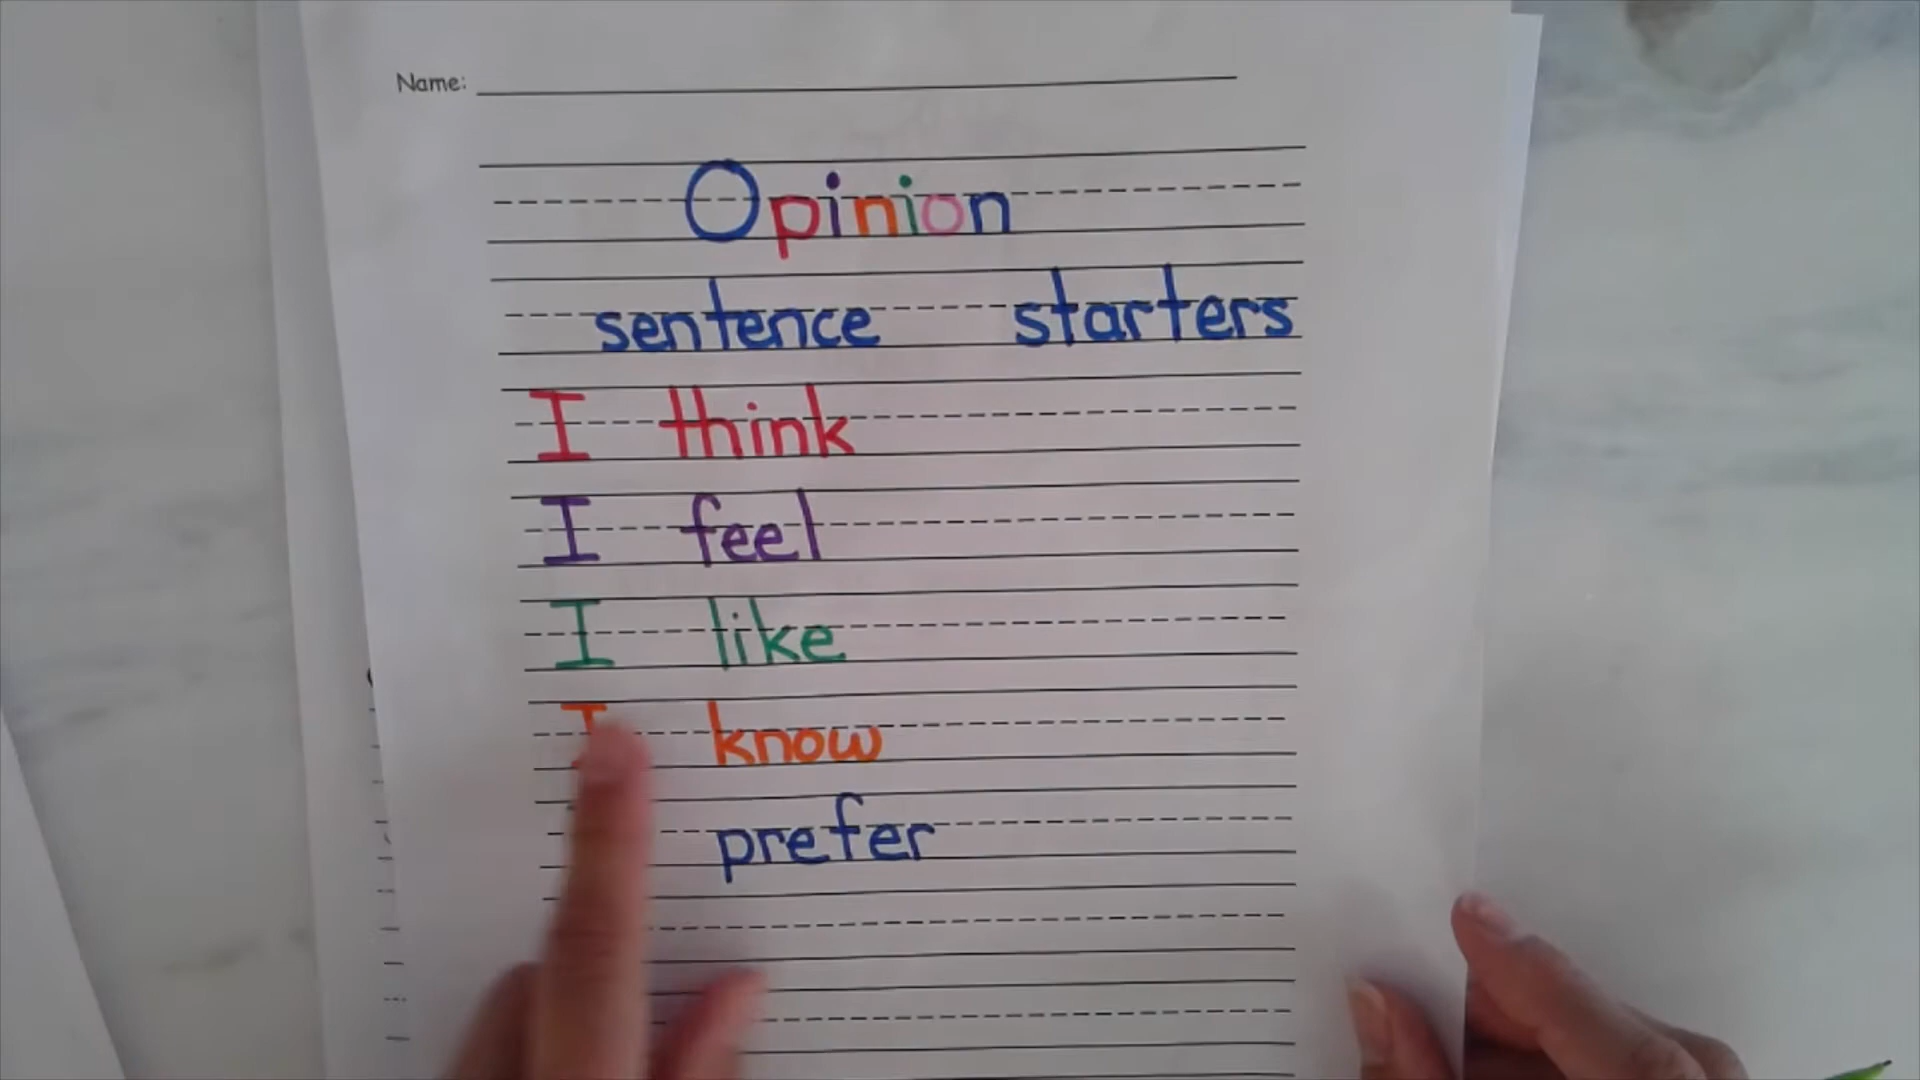 Name:
Opinion
sentence starters
I think
I feel
I like
I know
prefer